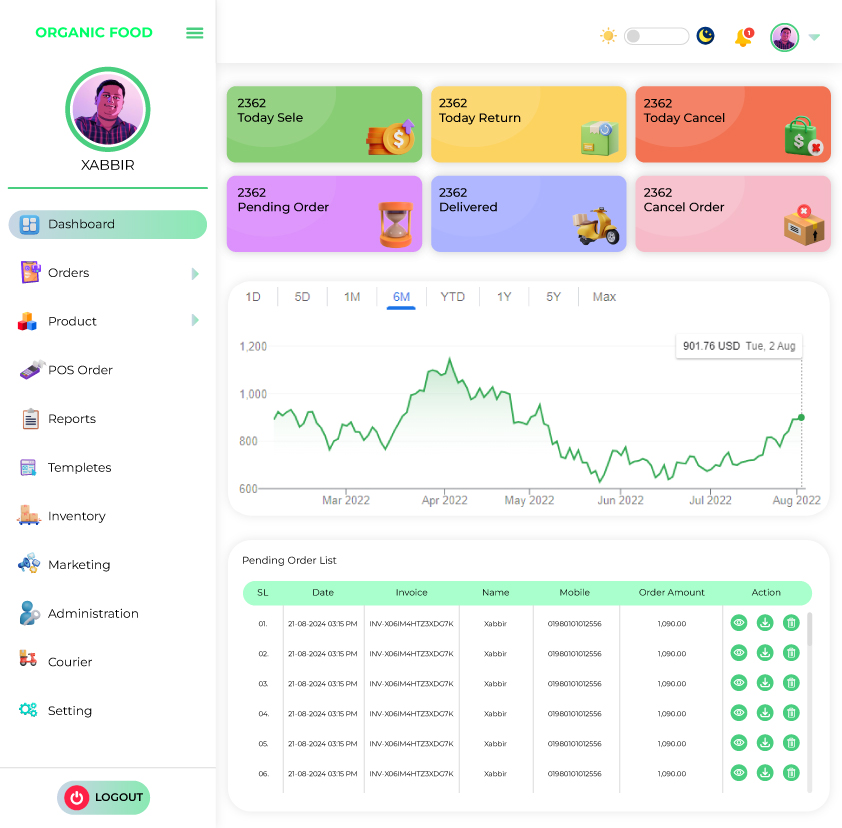 ORGANIC FOOD
1
XABBIR
Dashboard
Orders
Product
POS Order
Reports
Templetes
Inventory
Marketing
Administration
Courier
Setting
LOGOUT
2362
Today Sele
2362
Today Return
2362
Today Cancel
2362
Pending Order
2362
Delivered
2362
Cancel Order
1D 5D 1M 6M YTD 1Y 5Y Max
901.76 USD Tue, 2 Aug
1,200
1,000
800
600
Mar 2022 Apr 2022 May 2022 Jun 2022 Jul 2022 Aug 2022
Pending Order List
SL Date Invoice Name Mobile Order Amount Action
01. 21-08-2024 03:15 PM INV-X06IM4HTZ3XDG7K Xabbir 01980101012556 1,090.00
02. 21-08-2024 03:15 PM INV-X06IM4HTZ3XDG7K Xabbir 01980101012556 1,090.00
03. 21-08-2024 03:15 PM INV-X06IM4HTZ3XDG7K Xabbir 01980101012556 1,090.00
04. 21-08-2024 03:15 PM INV-X06IM4HTZ3XDG7K Xabbir 01980101012556 1,090.00
05. 21-08-2024 03:15 PM INV-X06IM4HTZ3XDG7K Xabbir 01980101012556 1,090.00
06. 21-08-2024 03:15 PM INV-X06IM4HTZ3XDG7K Xabbir 01980101012556 1,090.00